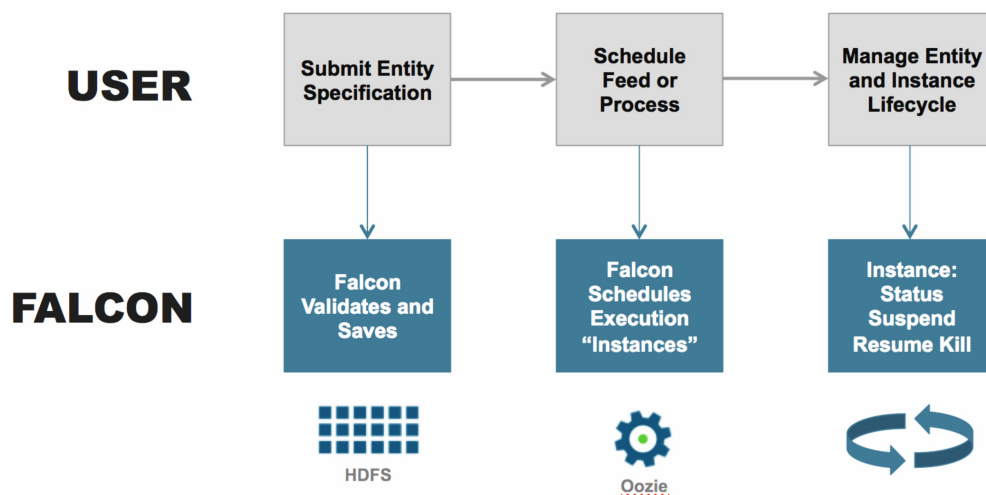 USER
Submit Entity
Specification
Schedule
Feed or
Process
Manage Entity
and Instance
Lifecycle
FALCON
Falcon
Validates and
Saves
Falcon
Schedules
Execution
“Instances”
Instance:
Status
Suspend
Resume Kill
HDFS
Oozie